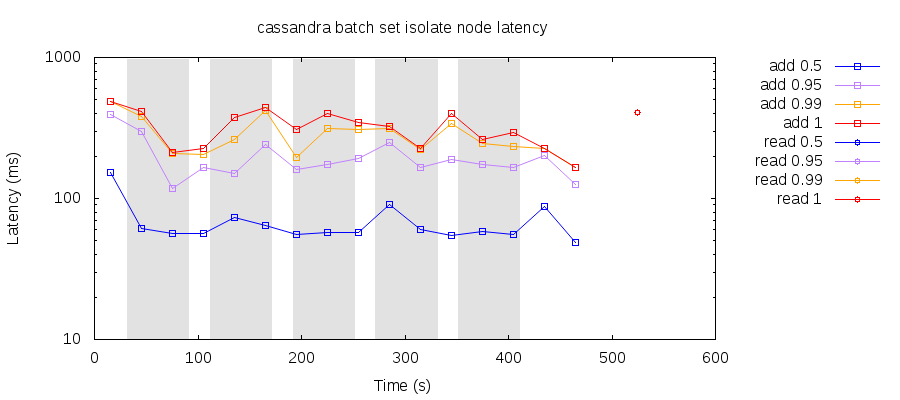 cassandra batch set isolate node latency
1000
100
10
Latency (ms)
0 100 200 300 400 500 600
Time (s)
add 0.5
add 0.95
add 0.99
add 1
read 0.5
read 0.95
read 0.99
read 1